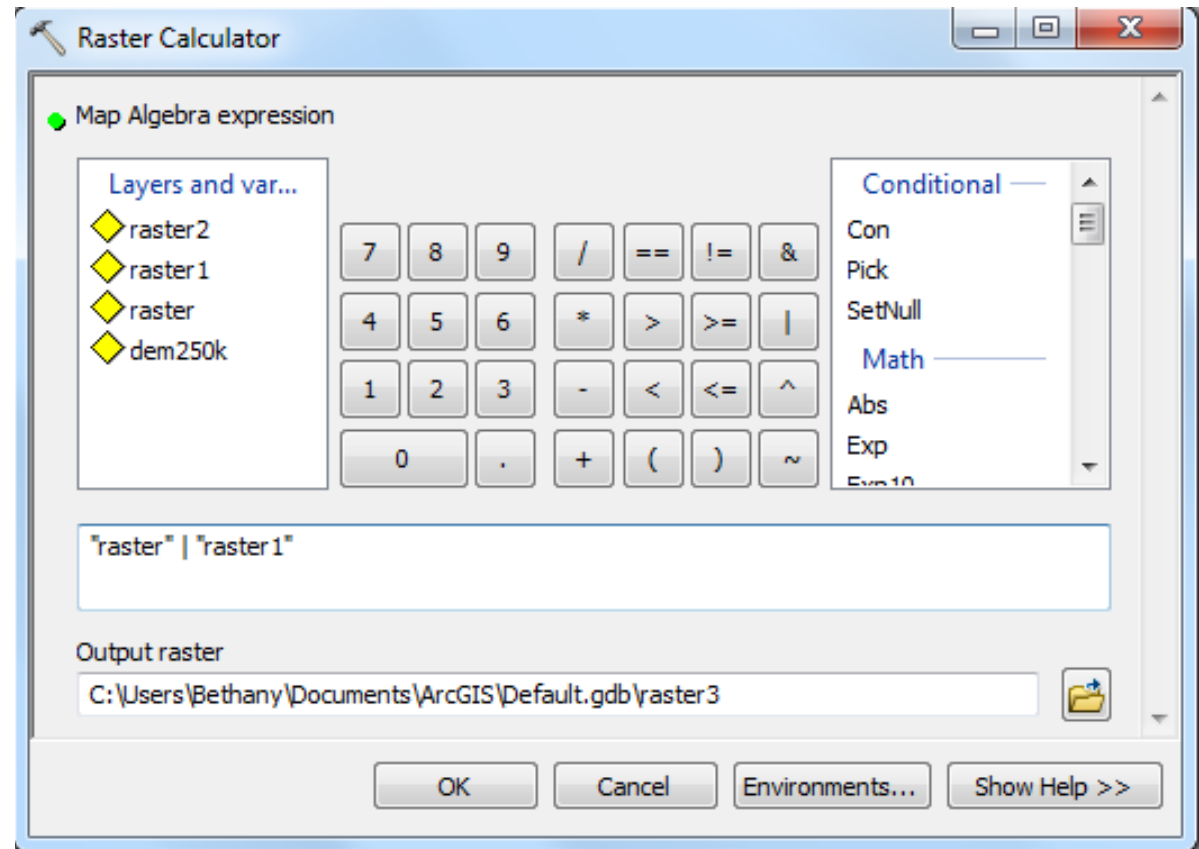 Raster Calculator
Map Algebra expression
Layers and var...
raster2
raster1
raster
dem250k
7 8 9 / == != &
4 5 6 * > >= |
1 2 3 - < <= ^
0 . + ( ) ~
Conditional
Con
Pick
SetNull
Math
Abs
Exp
Exp10
"raster" | "raster1"
Output raster
C:\Users\Bethany\Documents\ArcGIS\Default.gdb\raster3
OK Cancel Environments... Show Help >>